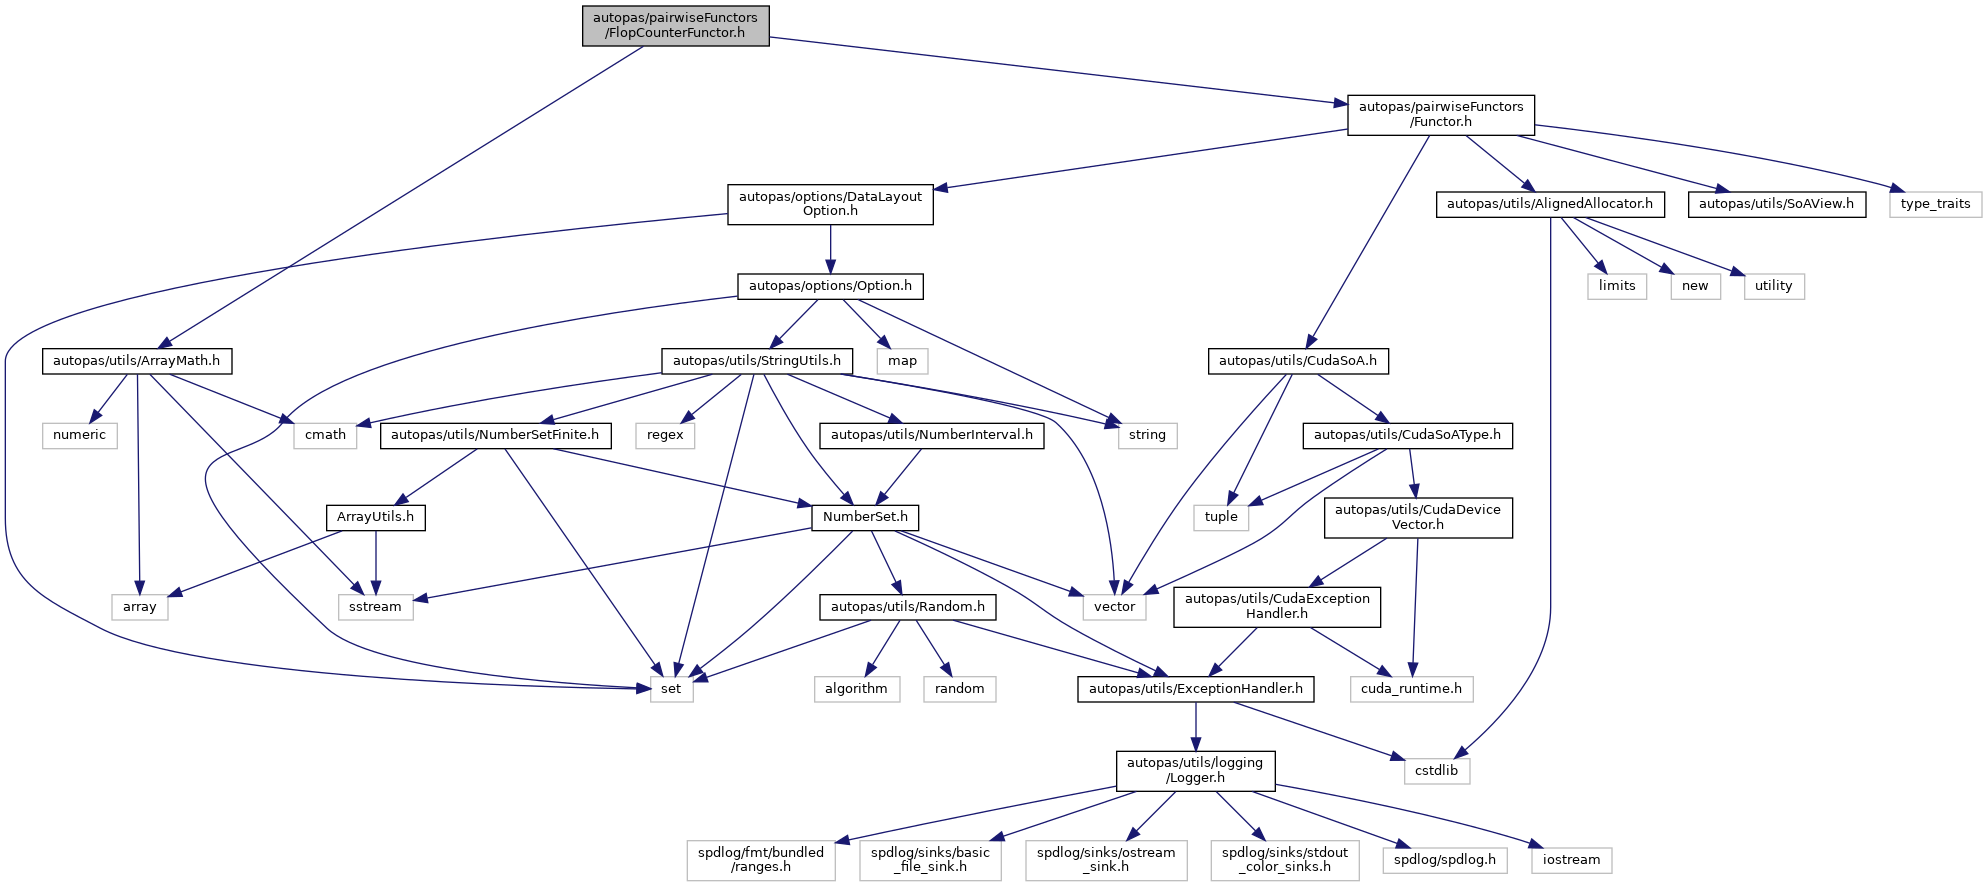 autopas/pairwiseFunctors
/FlopCounterFunctor.h
autopas/pairwiseFunctors
/Functor.h
autopas/options/DataLayout
Option.h
autopas/utils/AlignedAllocator.h
autopas/utils/SoAView.h
type_traits
autopas/options/Option.h
limits
new
utility
autopas/utils/ArrayMath.h
autopas/utils/StringUtils.h
map
autopas/utils/CudaSoA.h
numeric
cmath
autopas/utils/NumberSetFinite.h
regex
autopas/utils/NumberInterval.h
string
autopas/utils/CudaSoAType.h
ArrayUtils.h
NumberSet.h
tuple
autopas/utils/CudaDevice
Vector.h
array
sstream
autopas/utils/Random.h
vector
autopas/utils/CudaException
Handler.h
set
algorithm
random
autopas/utils/ExceptionHandler.h
cuda_runtime.h
autopas/utils/logging
/Logger.h
cstdlib
spdlog/fmt/bundled
/ranges.h
spdlog/sinks/basic
_file_sink.h
spdlog/sinks/ostream
_sink.h
spdlog/sinks/stdout
_color_sinks.h
spdlog/spdlog.h
iostream